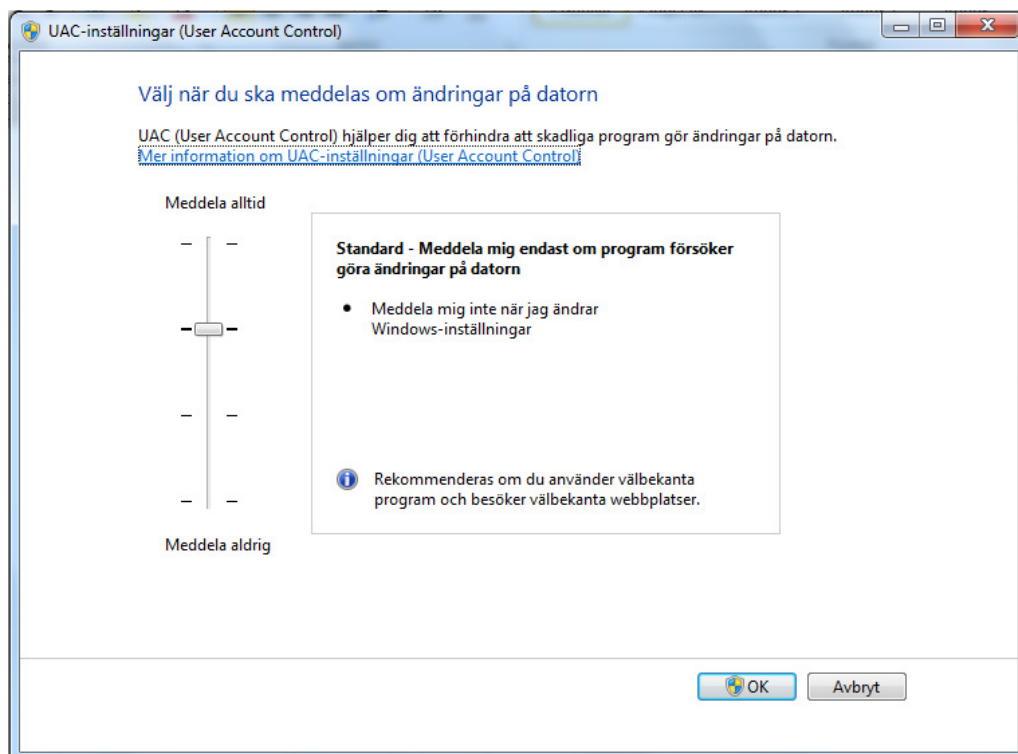 UAC-inställningar (User Account Control)
Välj när du ska meddelas om ändringar på datorn
UAC (User Account Control) hjälper dig att förhindra att skadliga program gör ändringar på datorn.
Mer information om UAC-inställningar (User Account Control)
Meddela alltid
Standard - Meddela mig endast om program försöker
göra ändringar på datorn
Meddela mig inte när jag ändrar
Windows-inställningar
Rekommenderas om du använder välbekanta
program och besöker välbekanta webbplatser.
Meddela aldrig
OK
Avbryt